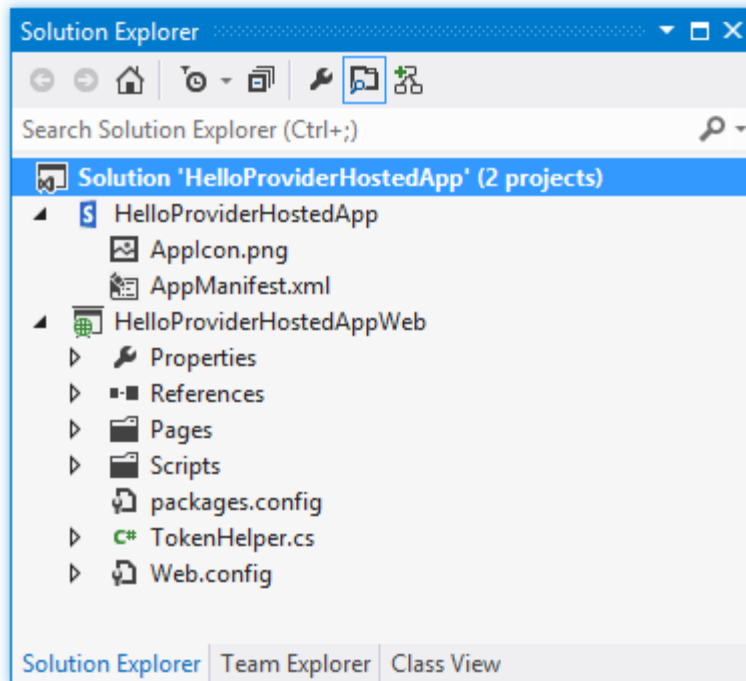 Solution Explorer
Search Solution Explorer (Ctrl+;)
Solution 'HelloProviderHostedApp' (2 projects)
HelloProviderHostedApp
AppIcon.png
AppManifest.xml
HelloProviderHostedAppWeb
Properties
References
Pages
Scripts
packages.config
C# TokenHelper.cs
Web.config
Solution Explorer Team Explorer Class View